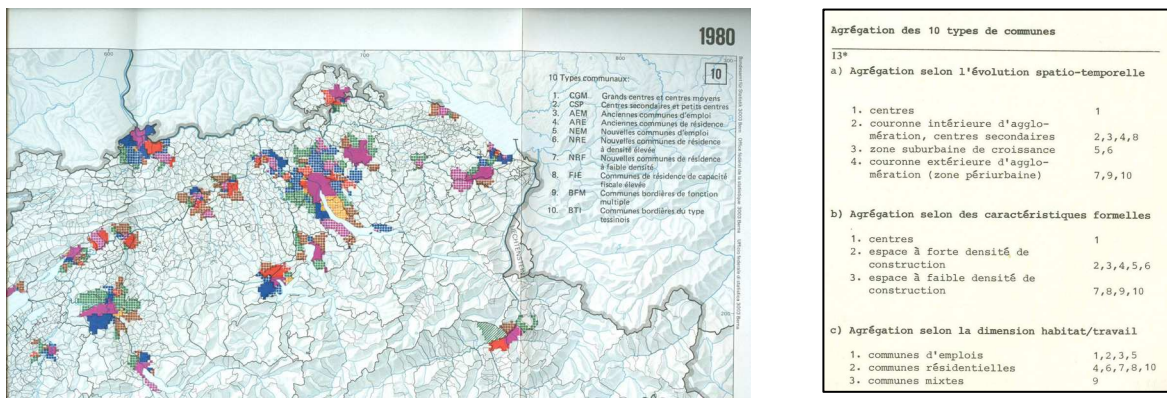 1980
10
10 Types communaux:
1. CGM Grands centres et centres moyens
2. CSP Centres secondaires et petits centres
3. AEM Anciennes communes d'emploi
4. ARE Anciennes communes de résidence
5. NEM Nouvelles communes d'emploi
6. NRE Nouvelles communes de résidence
à densité élevée
7. NRF Nouvelles communes de résidence
à faible densité
8. FIE Communes de résidence de capacité
fiscale élevée
9. BFM Communes bordières de fonction
multiple
10. BTI Communes bordières du type
tessinois
Agrégation des 10 types de communes
13*
a) Agrégation selon l'évolution spatio-temporelle
1. centres 1
2. couronne intérieure d'agglo-
mération, centres secondaires 2,3,4,8
3. zone suburbaine de croissance 5,6
4. couronne extérieure d'agglo-
mération (zone périurbaine) 7,9,10
b) Agrégation selon des caractéristiques formelles
1. centres 1
2. espace à forte densité de
construction 2,3,4,5,6
3. espace à faible densité de
construction 7,8,9,10
c) Agrégation selon la dimension habitat/travail
1. communes d'emplois 1,2,3,5
2. communes résidentielles 4,6,7,8,10
3. communes mixtes 9